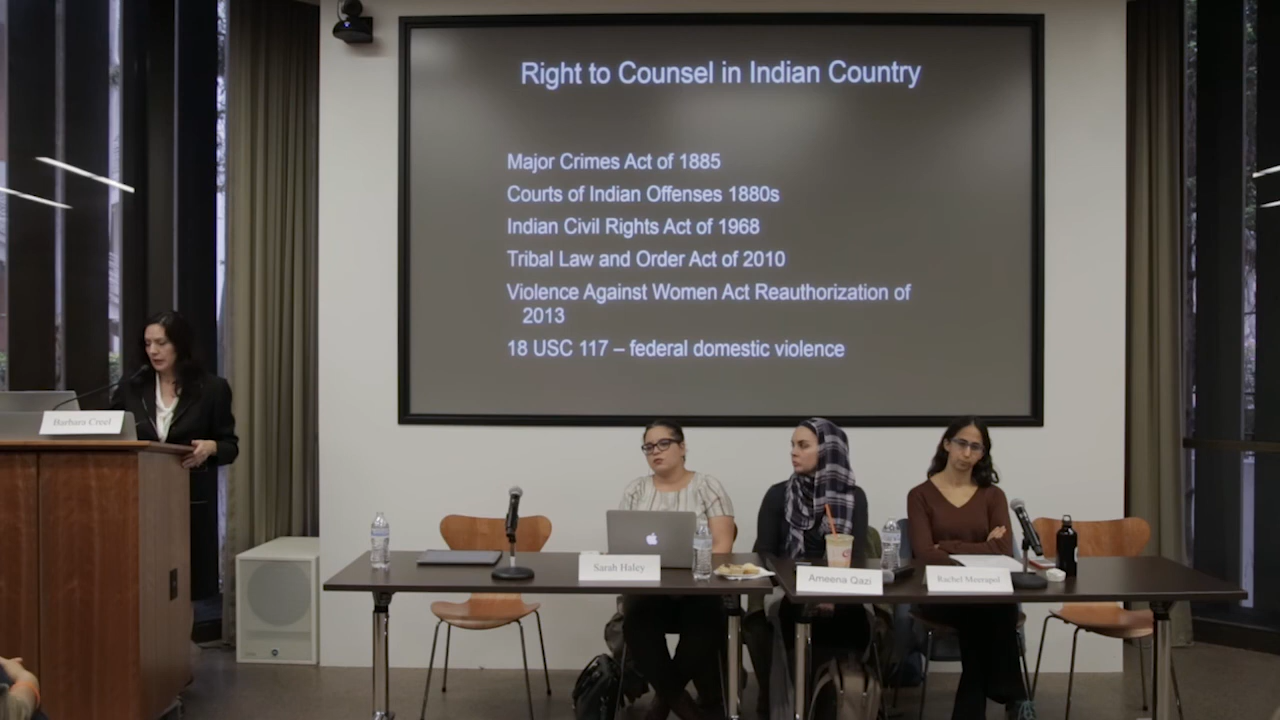 Right to Counsel in Indian Country
Major Crimes Act of 1885
Courts of Indian Offenses 1880s
Indian Civil Rights Act of 1968
Tribal Law and Order Act of 2010
Violence Against Women Act Reauthorization of
2013
18 USC 117 – federal domestic violence
Barbara Creel
Sarah Haley
Ameena Qazi
Rachel Meeropol